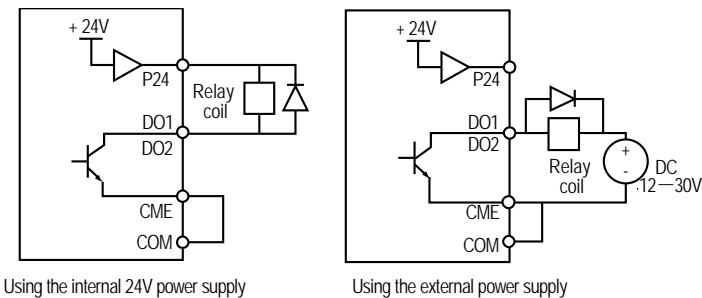 + 24V
P24
Relay
coil
DO1
DO2
CME
COM
Using the internal 24V power supply
+ 24V
P24
DO1
DO2
Relay
coil
+
-
DC
12—30V
CME
COM
Using the external power supply